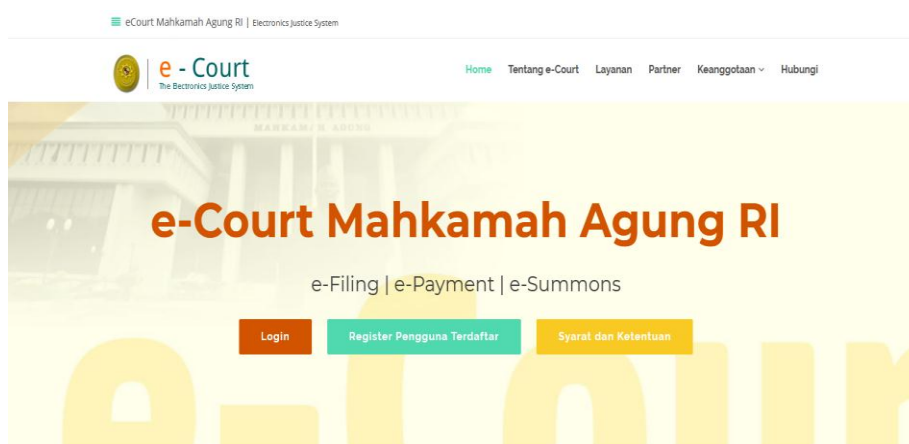 eCourt Mahkamah Agung RI | Electronics Justice System
e - Court
The Electronics Justice System
Home Tentang e-Court Layanan Partner Keanggotaan Hubungi
MAHKAMAH AGUNG
e-Court Mahkamah Agung RI
e-Filing | e-Payment | e-Summons
Login Register Pengguna Terdaftar Syarat dan Ketentuan
e-Cour